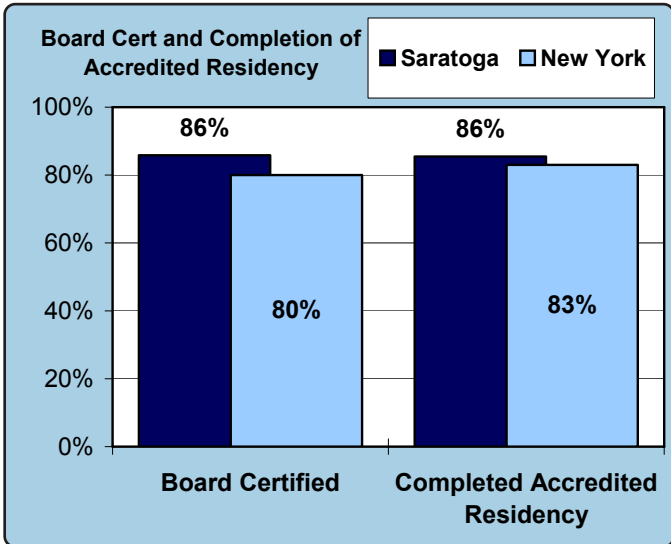 Board Cert and Completion of
Accredited Residency
Saratoga
New York
100%
80%
60%
40%
20%
0%
86%
80%
86%
83%
Board Certified
Completed Accredited
Residency